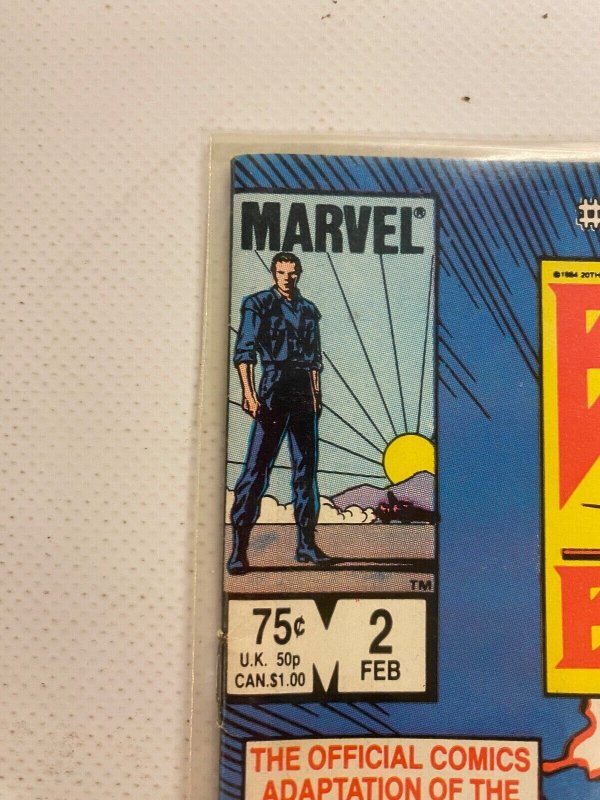 MARVEL®
#
©1984 20TH
TM
75¢
U.K. 50p
CAN.$1.00
M
2
FEB
THE OFFICIAL COMICS
ADAPTATION OF THE